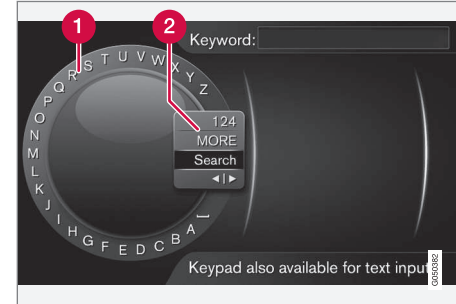 1
2
Keyword:
A B C D E F G H I J K L M N O P Q R S T U V W X Y Z
124
MORE
Search
Keypad also available for text input
G050382